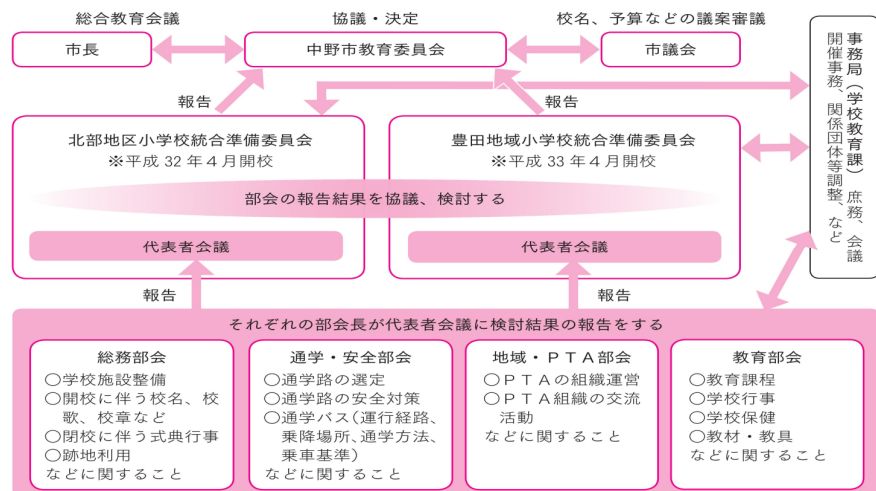 総合教育会議
協議・決定
校名、予算などの議案審議
市長
中野市教育委員会
市議会
事務局（学校教育課）庶務、会議
開催事務、関係団体等調整、など
報告
報告
北部地区小学校統合準備委員会
※平成 32 年 4 月開校
豊田地域小学校統合準備委員会
※平成 33 年 4 月開校
部会の報告結果を協議、検討する
代表者会議
代表者会議
報告
報告
それぞれの部会長が代表者会議に検討結果の報告をする
総務部会
○学校施設整備
○開校に伴う校名、校
歌、校章など
○閉校に伴う式典行事
○跡地利用
などに関すること
通学・安全部会
○通学路の選定
○通学路の安全対策
○通学バス（運行経路、
乗降場所、通学方法、
乗車基準）
などに関すること
地域・ＰＴＡ部会
○ＰＴＡの組織運営
○ＰＴＡ組織の交流
活動
などに関すること
教育部会
○教育課程
○学校行事
○学校保健
○教材・教具
などに関すること